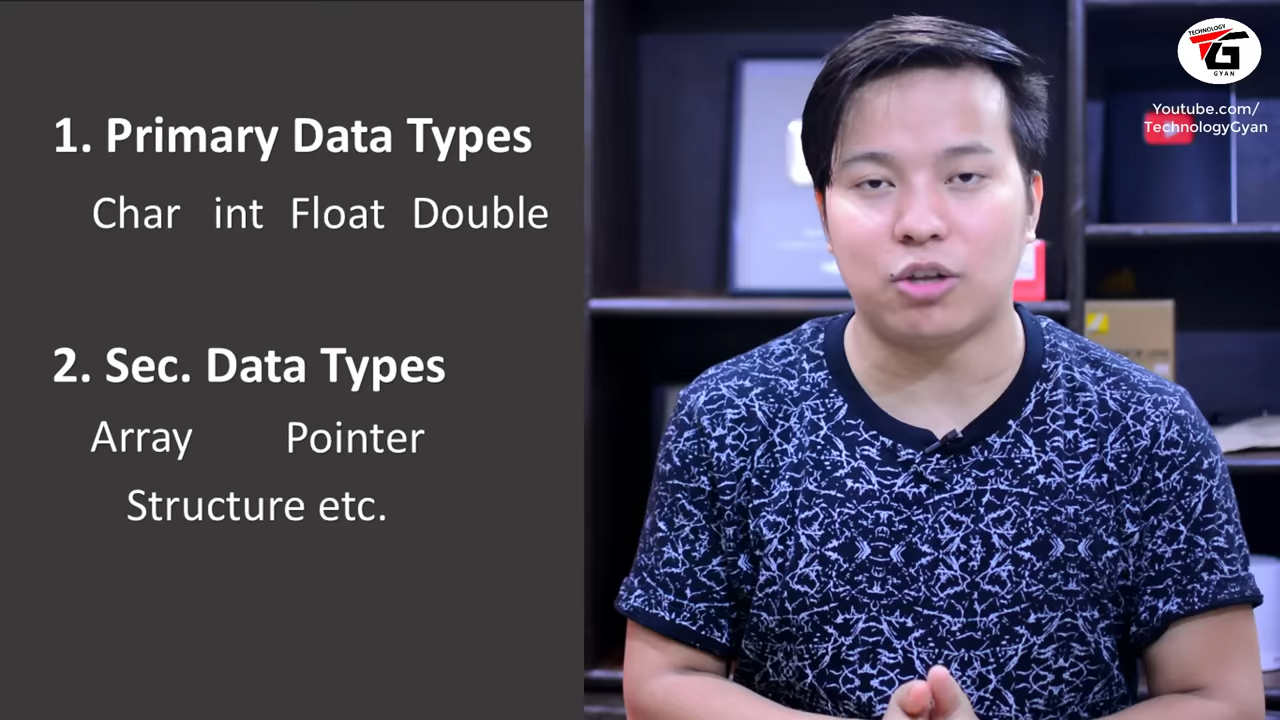 1. Primary Data Types
Char int Float Double
2. Sec. Data Types
Array Pointer
Structure etc.
TECHNOLOGY
TG
GYAN
Youtube.com/
TechnologyGyan